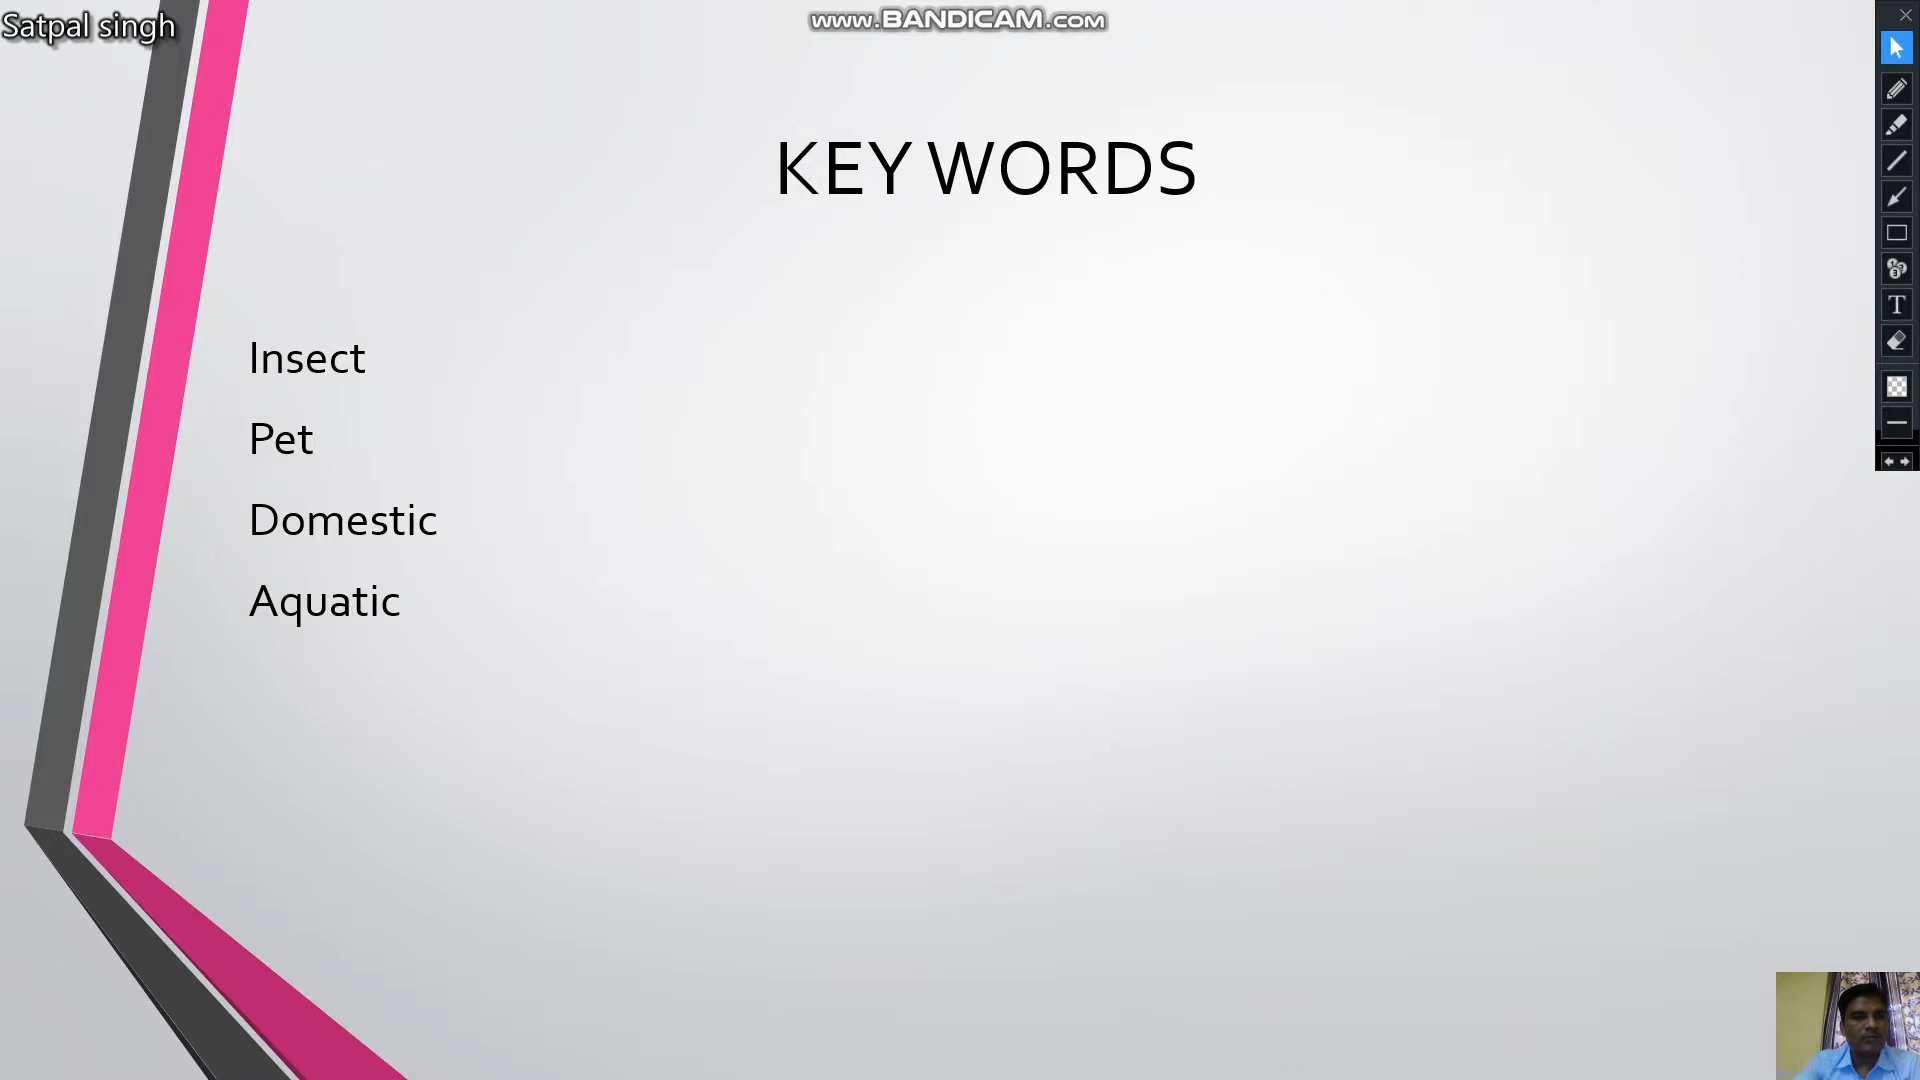 Satpal singh
www.BANDICAM.com
KEY WORDS
Insect
Pet
Domestic
Aquatic